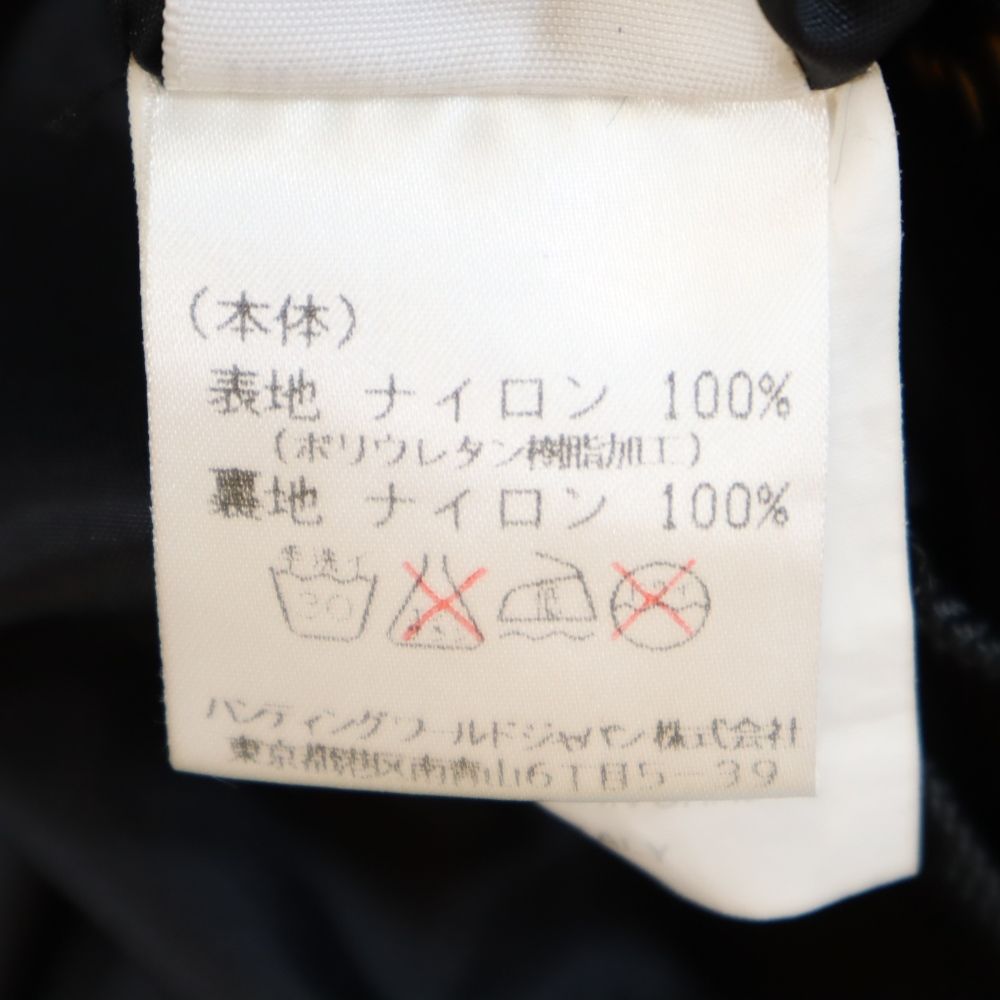 （本体）
表地 ナイロン 100%
（ポリウレタン樹脂加工）
裏地 ナイロン 100%
手洗イ
30
低
ハンティングワールドジャパン株式会社
東京都港区南青山6丁目5-39